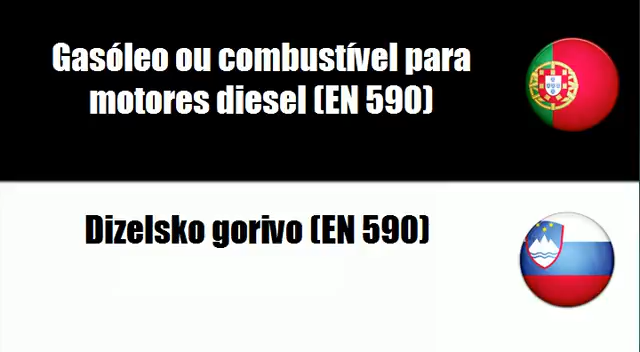 Gasóleo ou combustível para
motores diesel (EN 590)
Dizelsko gorivo (EN 590)